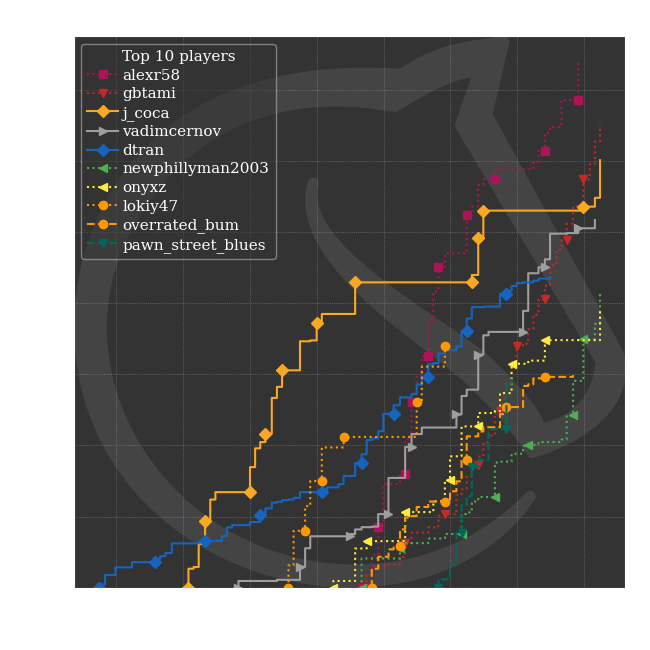 Top 10 players
alexr58
gbtami
j_coca
vadimcernov
dtran
newphillyman2003
onyxz
lokiy47
overrated_bum
pawn_street_blues